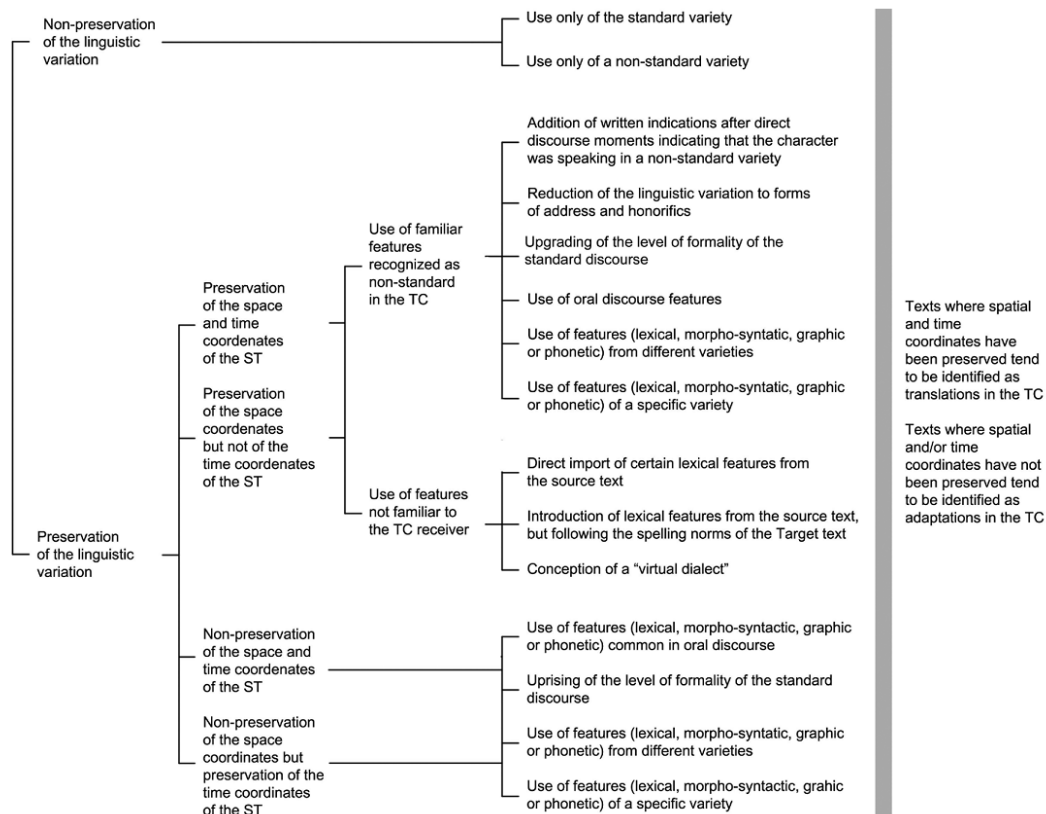 Non-preservation
of the linguistic
variation
Use only of the standard variety
Use only of a non-standard variety
Preservation
of the linguistic
variation
Preservation
of the space
and time
coordenates
of the ST
Preservation
of the space
coordenates
but not of the
time coordenates
of the ST
Use of familiar
features
recognized as
non-standard
in the TC
Addition of written indications after direct
discourse moments indicating that the character
was speaking in a non-standard variety
Reduction of the linguistic variation to forms
of address and honorifics
Upgrading of the level of formality of the
standard discourse
Use of oral discourse features
Use of features (lexical, morpho-syntatic, graphic
or phonetic) from different varieties
Use of features (lexical, morpho-syntatic, graphic
or phonetic) of a specific variety
Use of features
not familiar to
the TC receiver
Direct import of certain lexical features from
the source text
Introduction of lexical features from the source text,
but following the spelling norms of the Target text
Conception of a “virtual dialect”
Non-preservation
of the space and
time coordenates
of the ST
Non-preservation
of the space
coordinates but
preservation of the
time coordinates
of the ST
Use of features (lexical, morpho-syntactic, graphic
or phonetic) common in oral discourse
Uprising of the level of formality of the standard
discourse
Use of features (lexical, morpho-syntatic, graphic
or phonetic) from different varieties
Use of features (lexical, morpho-syntactic, grahic
or phonetic) of a specific variety
Texts where spatial
and time
coordinates have
been preserved tend
to be identified as
translations in the TC
Texts where spatial
and/or time
coordinates have not
been preserved tend
to be identified as
adaptations in the TC